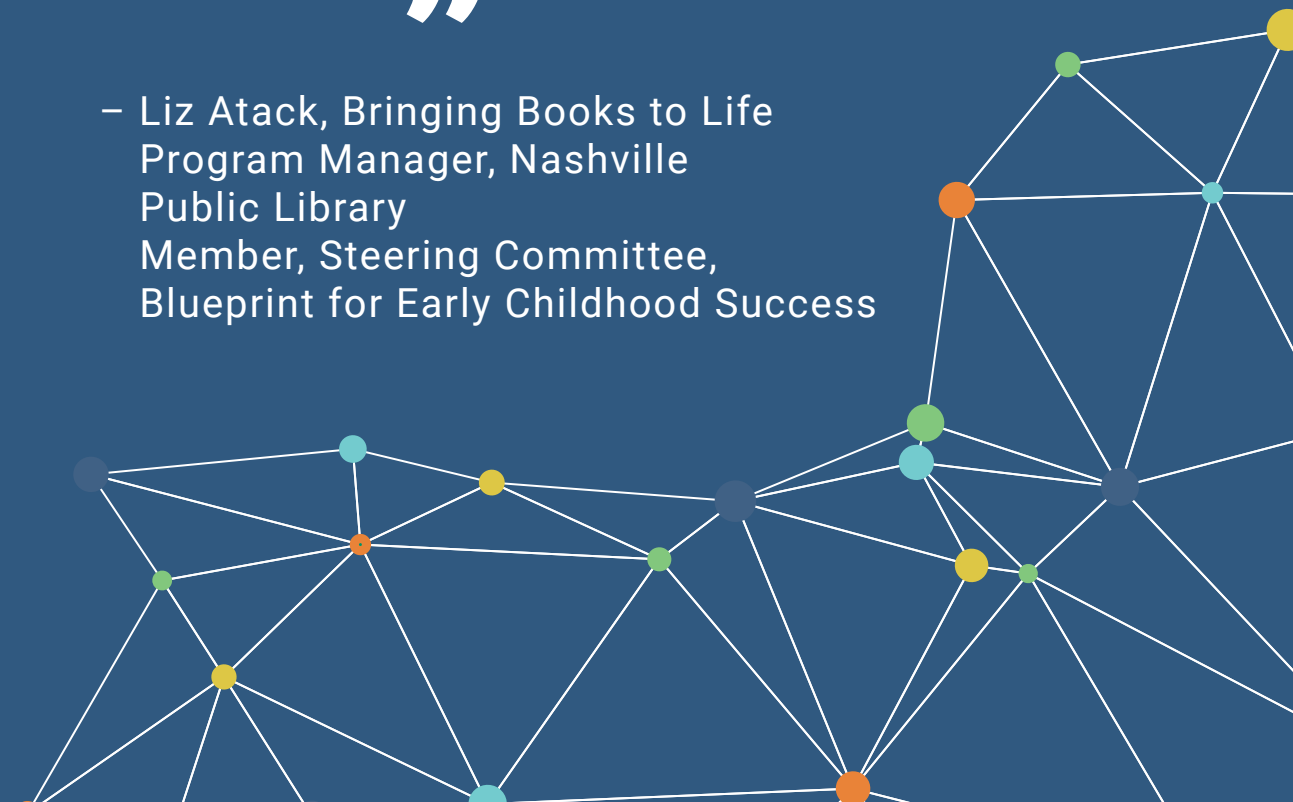 ”
– Liz Atack, Bringing Books to Life
Program Manager, Nashville
Public Library
Member, Steering Committee,
Blueprint for Early Childhood Success